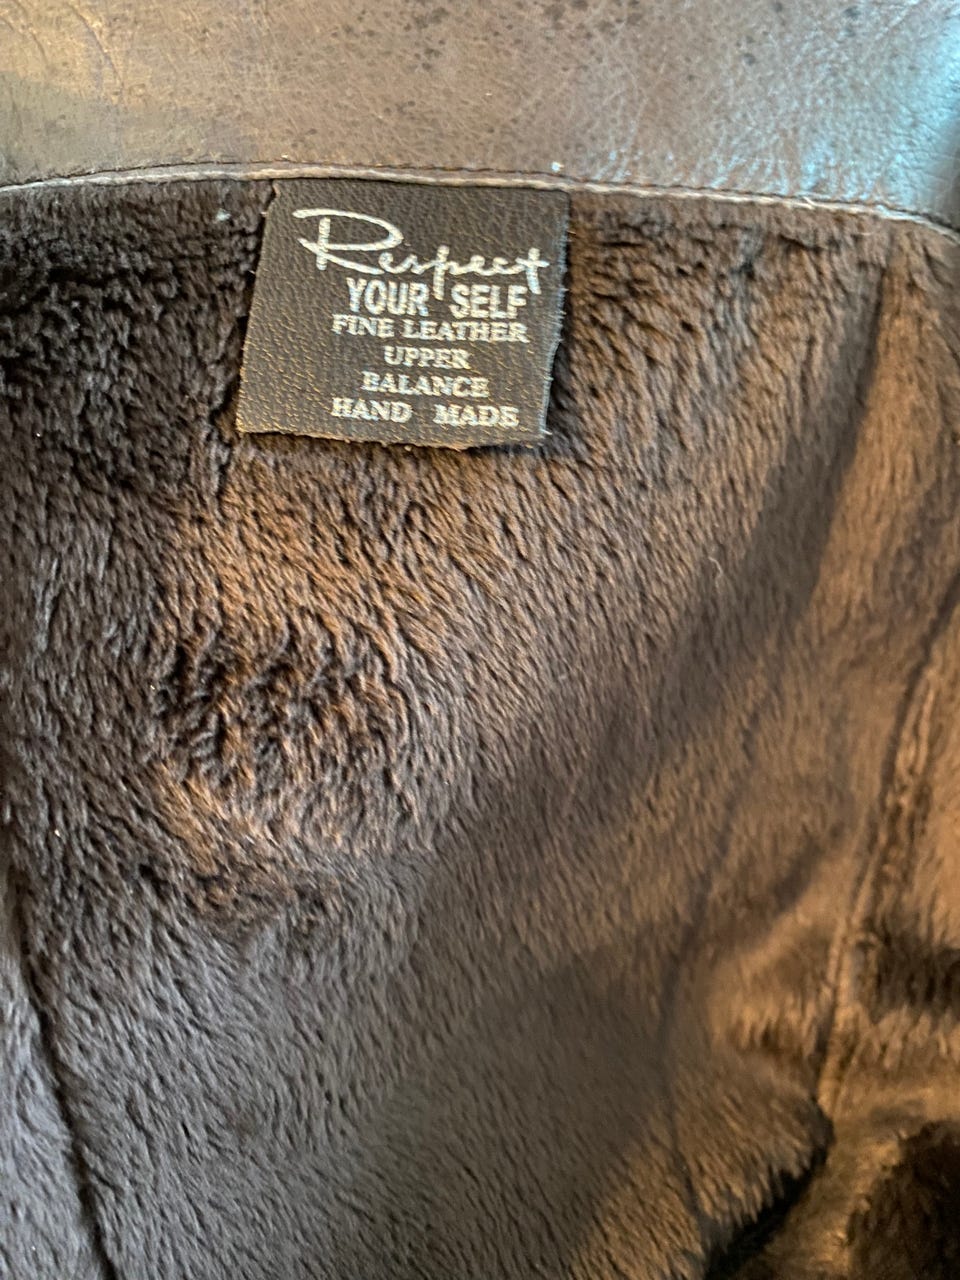 Respect
YOUR SELF
FINE LEATHER
UPPER
BALANCE
HAND MADE